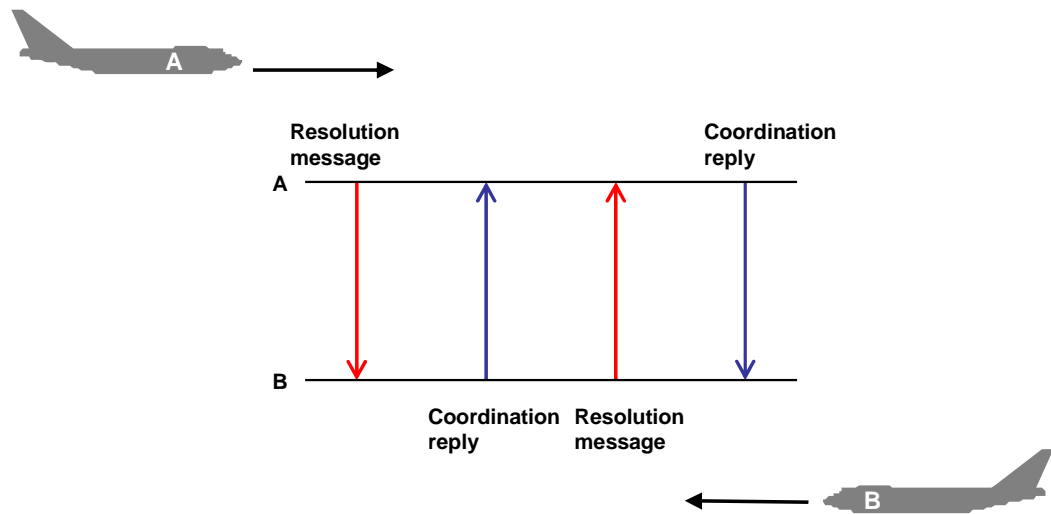 A
Resolution
message
Coordination
reply
A
B
Coordination
reply
Resolution
message
B